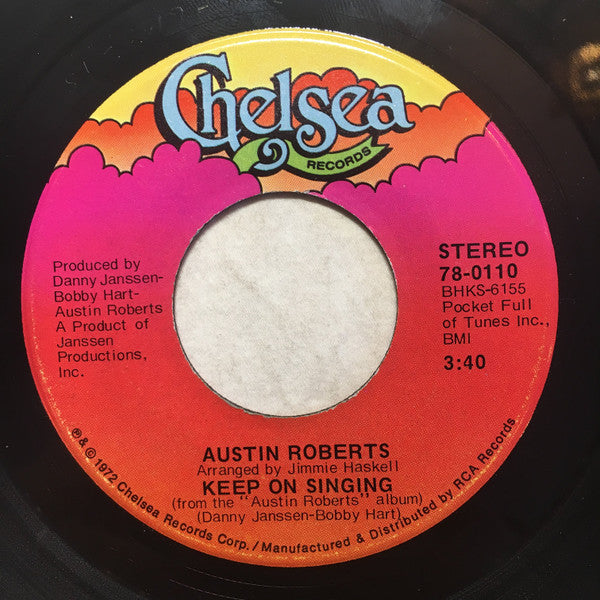 Chelsea
RECORDS
Produced by
Danny Janssen-
Bobby Hart-
Austin Roberts
A Product of
Janssen
Productions,
Inc.
STEREO
78-0110
BHKS-6155
Pocket Full
of Tunes Inc.,
BMI
3:40
AUSTIN ROBERTS
Arranged by Jimmie Haskell
KEEP ON SINGING
(from the "Austin Roberts" album)
(Danny Janssen-Bobby Hart)
℗ & © 1972 Chelsea Records Corp./Manufactured & Distributed by RCA Records